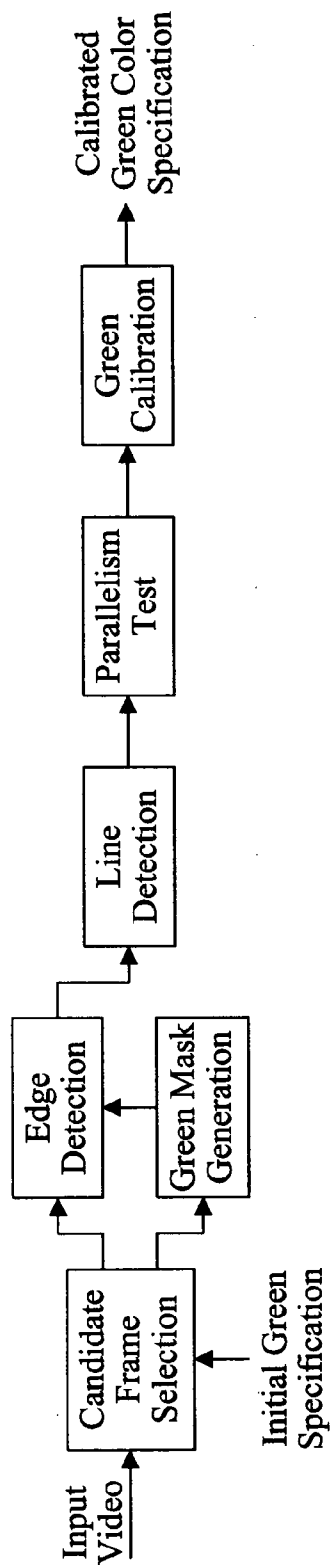 Input
Video
Initial Green
Specification
Candidate
Frame
Selection
Edge
Detection
Green Mask
Generation
Line
Detection
Parallelism
Test
Green
Calibration
Calibrated
Green Color
Specification